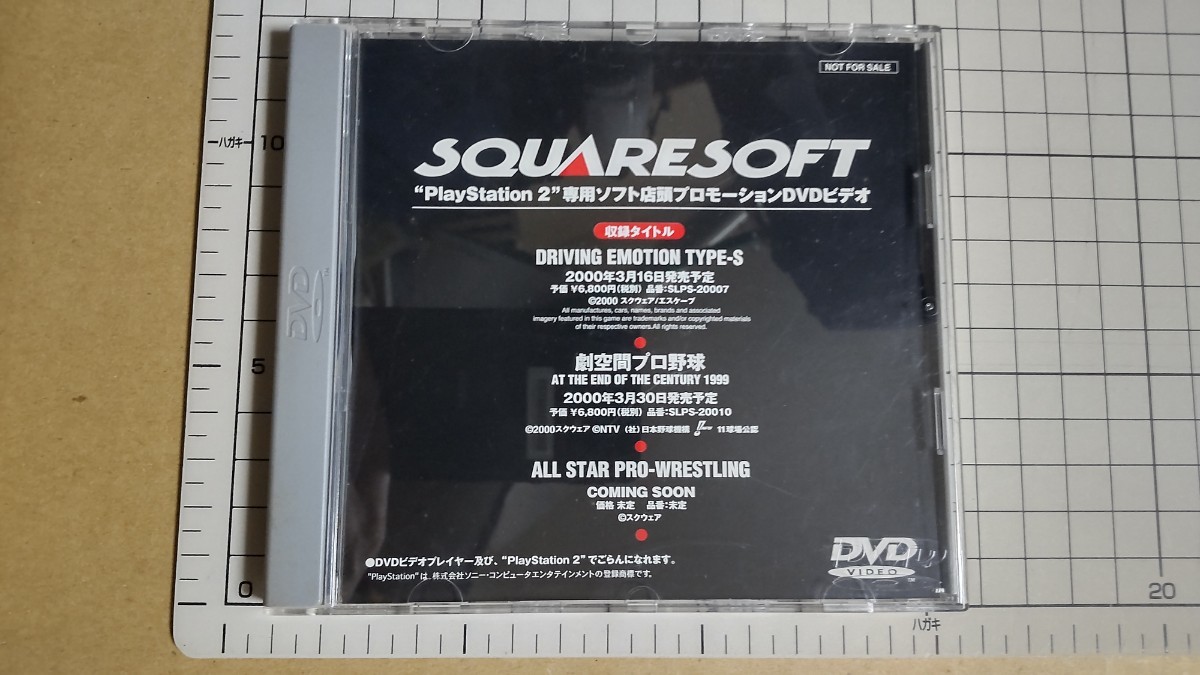 NOT FOR SALE
SQUARESOFT
“PlayStation 2”専用ソフト店頭プロモーションDVDビデオ
収録タイトル
DRIVING EMOTION TYPE-S
2000年3月16日発売予定
予価 ¥6,800円(税別) 品番:SLPS-20007
©2000 スクウェア/エスケープ
All manufactures, cars, names, brands and associated
imagery featured in this game are trademarks and/or copyrighted materials
of their respective owners.All rights reserved.
劇空間プロ野球
AT THE END OF THE CENTURY 1999
2000年3月30日発売予定
予価 ¥6,800円(税別) 品番:SLPS-20010
©2000スクウェア ©NTV (社)日本野球機構 11球場公認
ALL STAR PRO-WRESTLING
COMING SOON
価格 未定 品番:未定
©スクウェア
●DVDビデオプレイヤー及び、“PlayStation 2”でごらんになれます。
“PlayStation”は、株式会社ソニー・コンピュータエンタテインメントの登録商標です。
DVD
VIDEO
TM
DVD
ハガキ
10
5
0
20
ハガキ